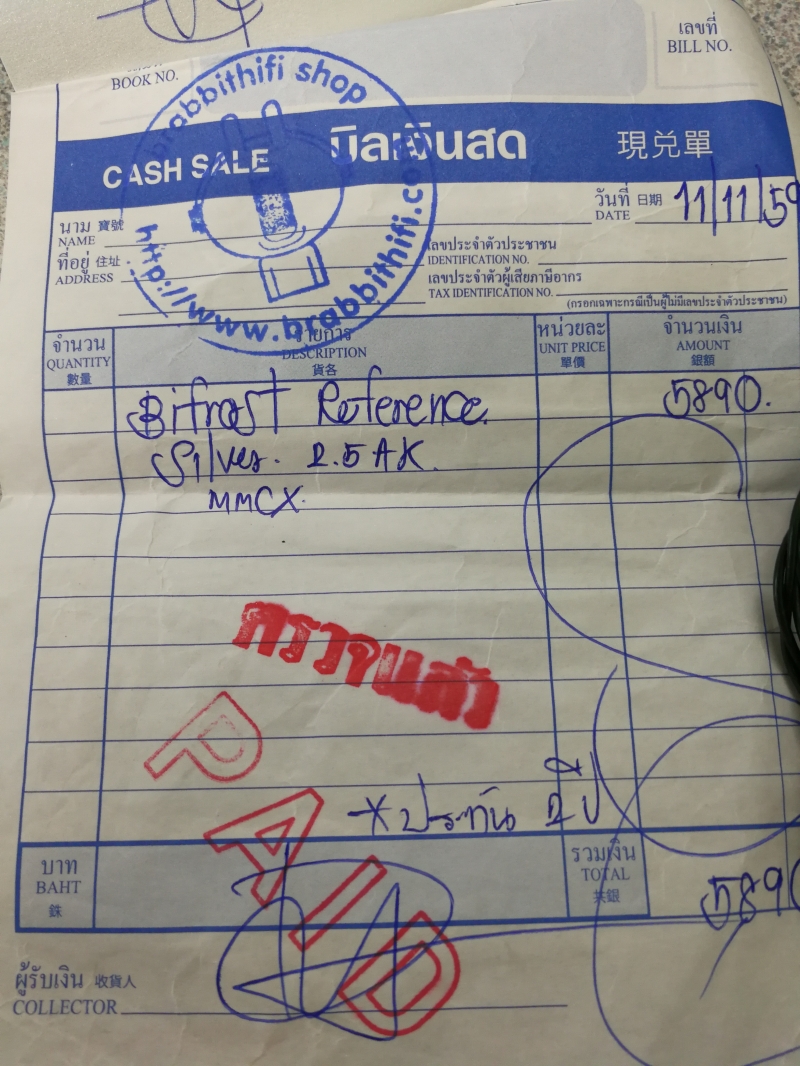 เลขที่
BOOK NO.
BILL NO.
brabbithifi shop
http://www.brabbithifi.co
CASH SALE บิลเงินสด 現兑單
วันที่ 日期 11/11/59
DATE
นาม 寶號
NAME
ที่อยู่ 住址
ADDRESS
เลขประจำตัวประชาชน
IDENTIFICATION NO.
เลขประจำตัวผู้เสียภาษีอากร
TAX IDENTIFICATION NO.
(กรอกเฉพาะกรณีเป็นผู้ไม่มีเลขประจำตัวประชาชน)
จำนวน รายการ หน่วยละ จำนวนเงิน
QUANTITY DESCRIPTION UNIT PRICE AMOUNT
數量 貨名 單價 銀額
Bifrost Reference 5890.
Silver. 2.5 AK.
MMCX.
ตรวจแล้ว
PAID
*ประกัน 2 ปี
บาท รวมเงิน
BAHT TOTAL 5890
銖 共銀
ผู้รับเงิน 收貨人
COLLECTOR